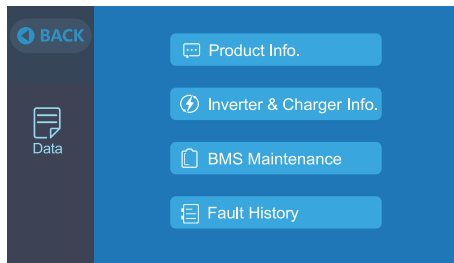 BACK
Data
Product Info.
Inverter & Charger Info.
BMS Maintenance
Fault History